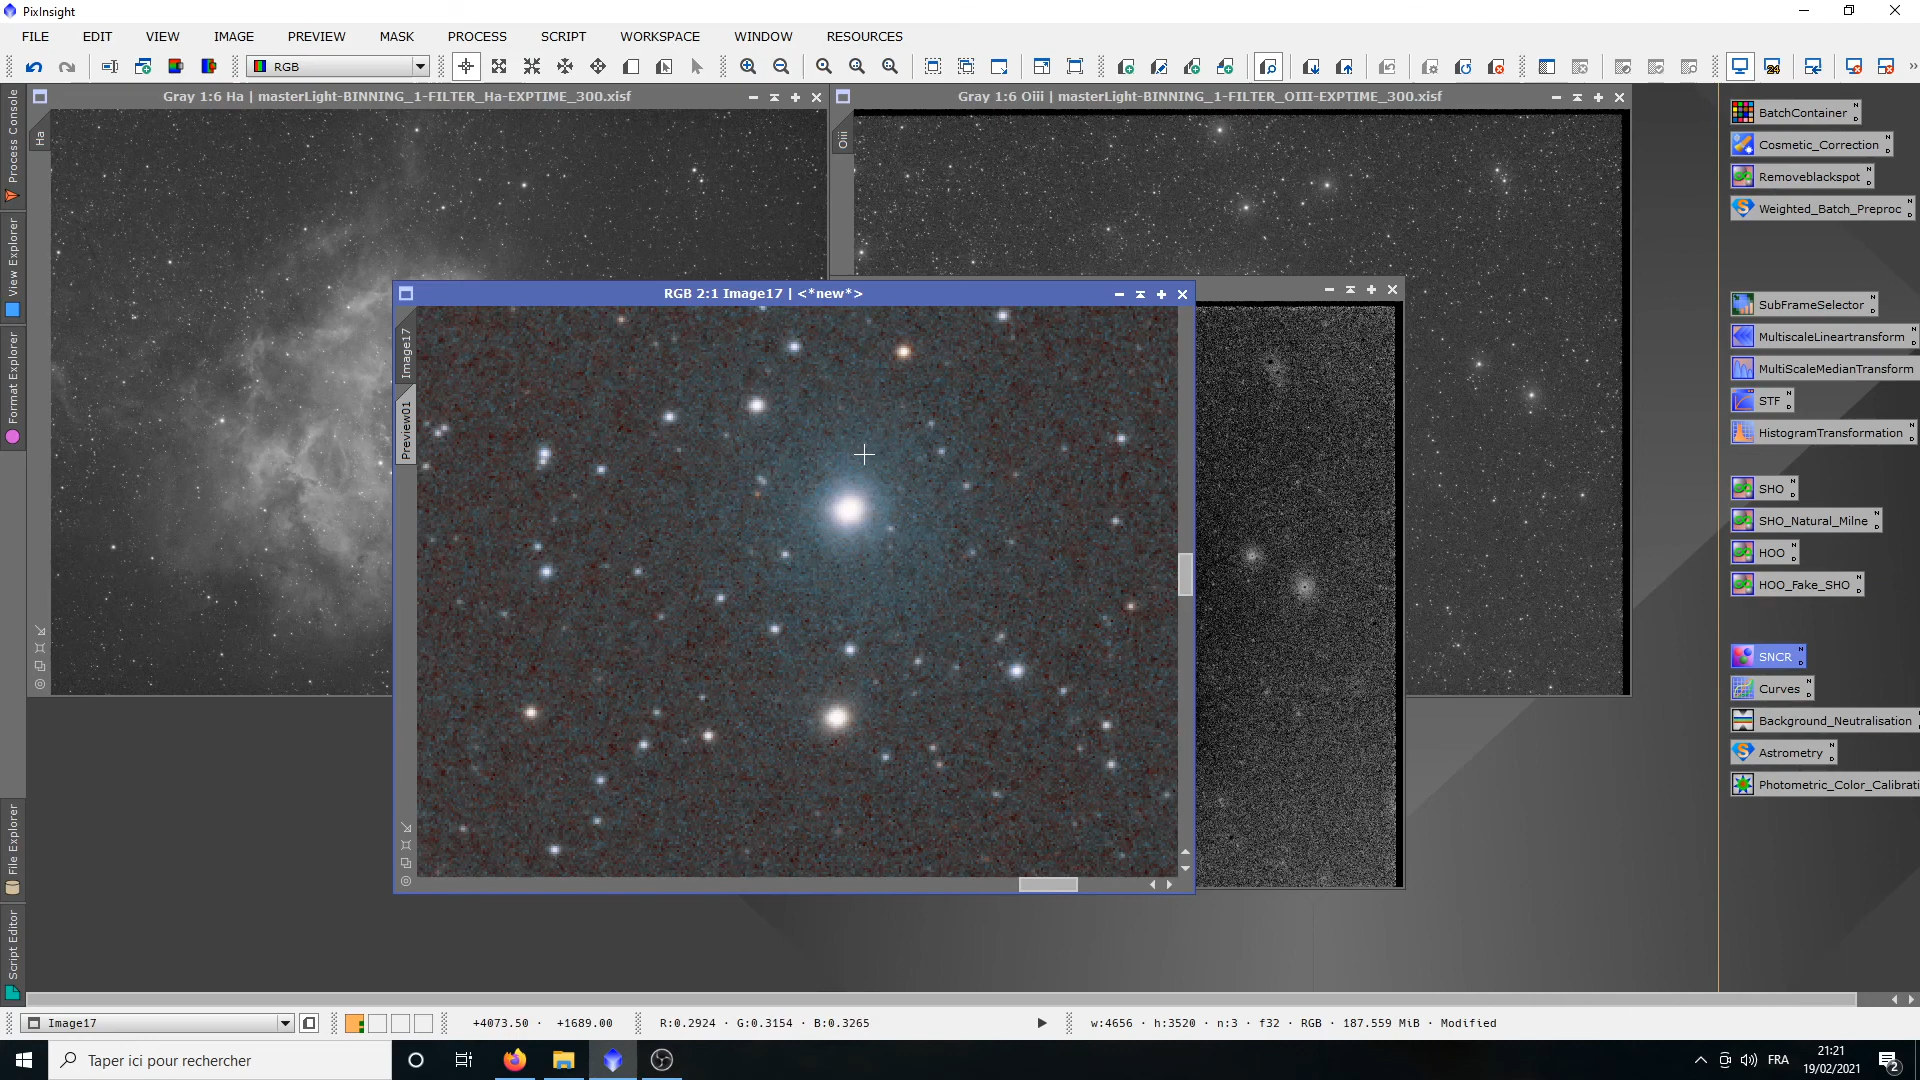 PixInsight
FILE EDIT VIEW IMAGE PREVIEW MASK PROCESS SCRIPT WORKSPACE WINDOW RESOURCES
RGB
24
Process Console
View Explorer
Format Explorer
File Explorer
Script Editor
Gray 1:6 Ha | masterLight-BINNING_1-FILTER_Ha-EXPTIME_300.xisf
Ha
Gray 1:6 Oiii | masterLight-BINNING_1-FILTER_OIII-EXPTIME_300.xisf
Oiii
RGB 2:1 Image17 | <*new*>
Image17
Preview01
BatchContainer
Cosmetic_Correction
Removeblackspot
Weighted_Batch_Preproc
SubFrameSelector
MultiscaleLineartransform
MultiScaleMedianTransform
STF
HistogramTransformation
SHO
SHO_Natural_Milne
HOO
HOO_Fake_SHO
SNCR
Curves
Background_Neutralisation
Astrometry
Photometric_Color_Calibrati
Image17
+4073.50 · +1689.00
R:0.2924 · G:0.3154 · B:0.3265
w:4656 · h:3520 · n:3 · f32 · RGB · 187.559 MiB · Modified
Taper ici pour rechercher
FRA
21:21
19/02/2021
2